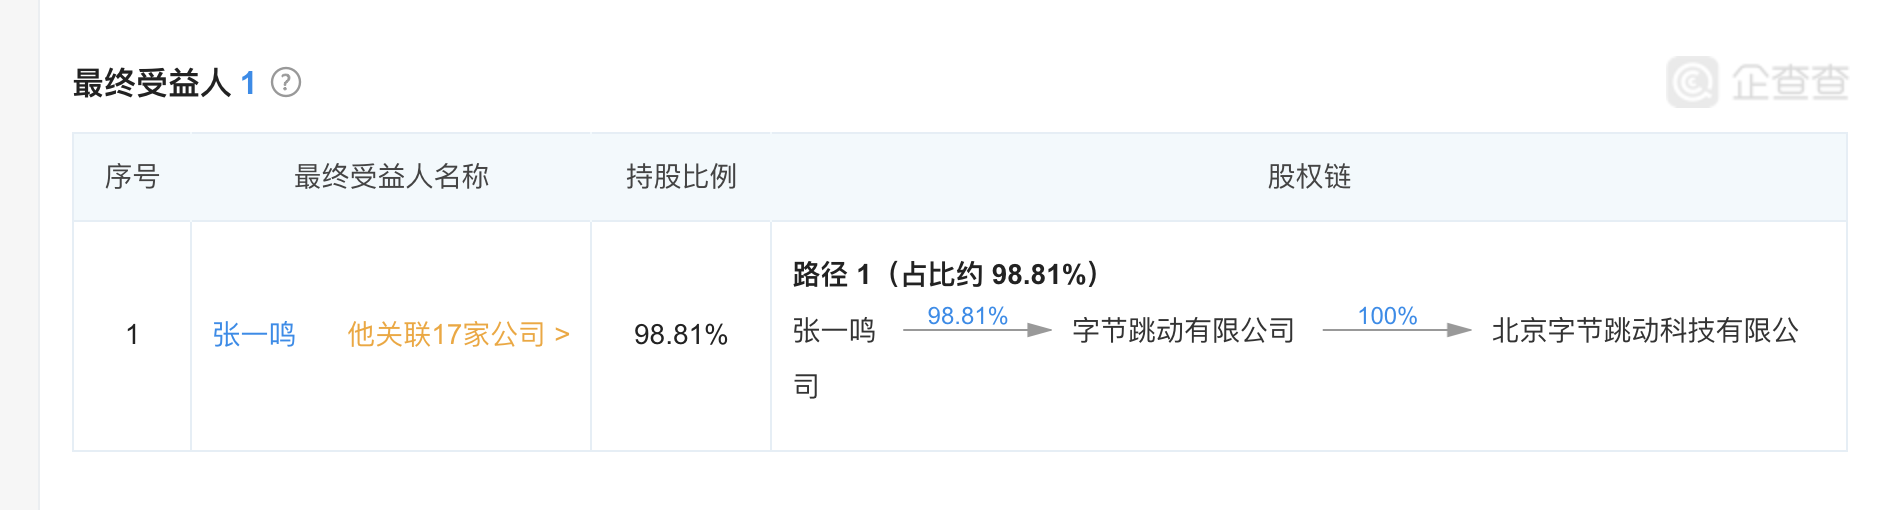 最终受益人 1 ?
企查查
序号 最终受益人名称 持股比例 股权链
路径 1（占比约 98.81%）
98.81% 100%
1 张一鸣 他关联17家公司 > 98.81% 张一鸣 字节跳动有限公司 北京字节跳动科技有限公
司